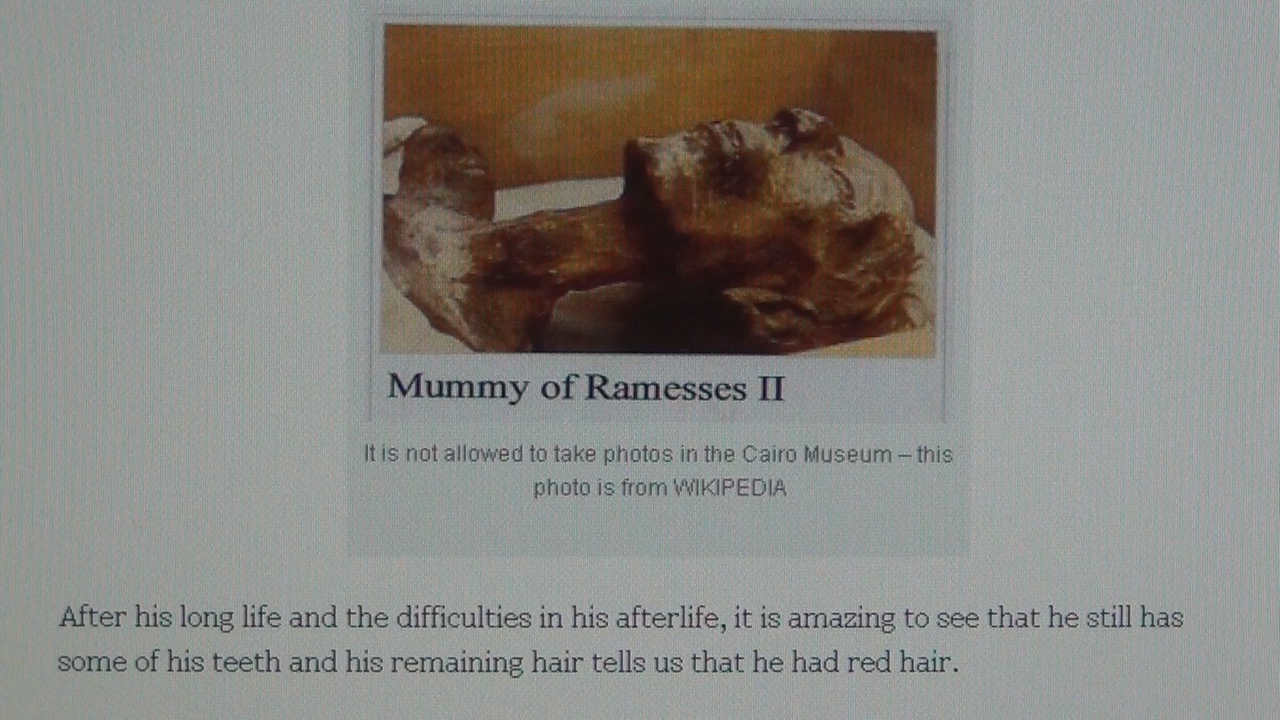 Mummy of Ramesses II
It is not allowed to take photos in the Cairo Museum – this
photo is from WIKIPEDIA
After his long life and the difficulties in his afterlife, it is amazing to see that he still has
some of his teeth and his remaining hair tells us that he had red hair.